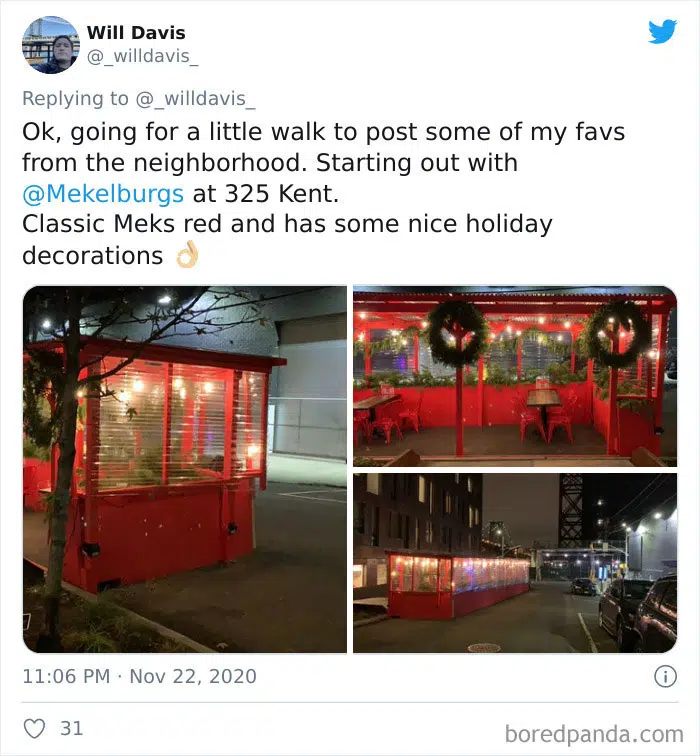 Will Davis
@_willdavis_
Replying to @_willdavis_
Ok, going for a little walk to post some of my favs
from the neighborhood. Starting out with
@Mekelburgs at 325 Kent.
Classic Meks red and has some nice holiday
decorations 👌🏼
11:06 PM · Nov 22, 2020
31
boredpanda.com